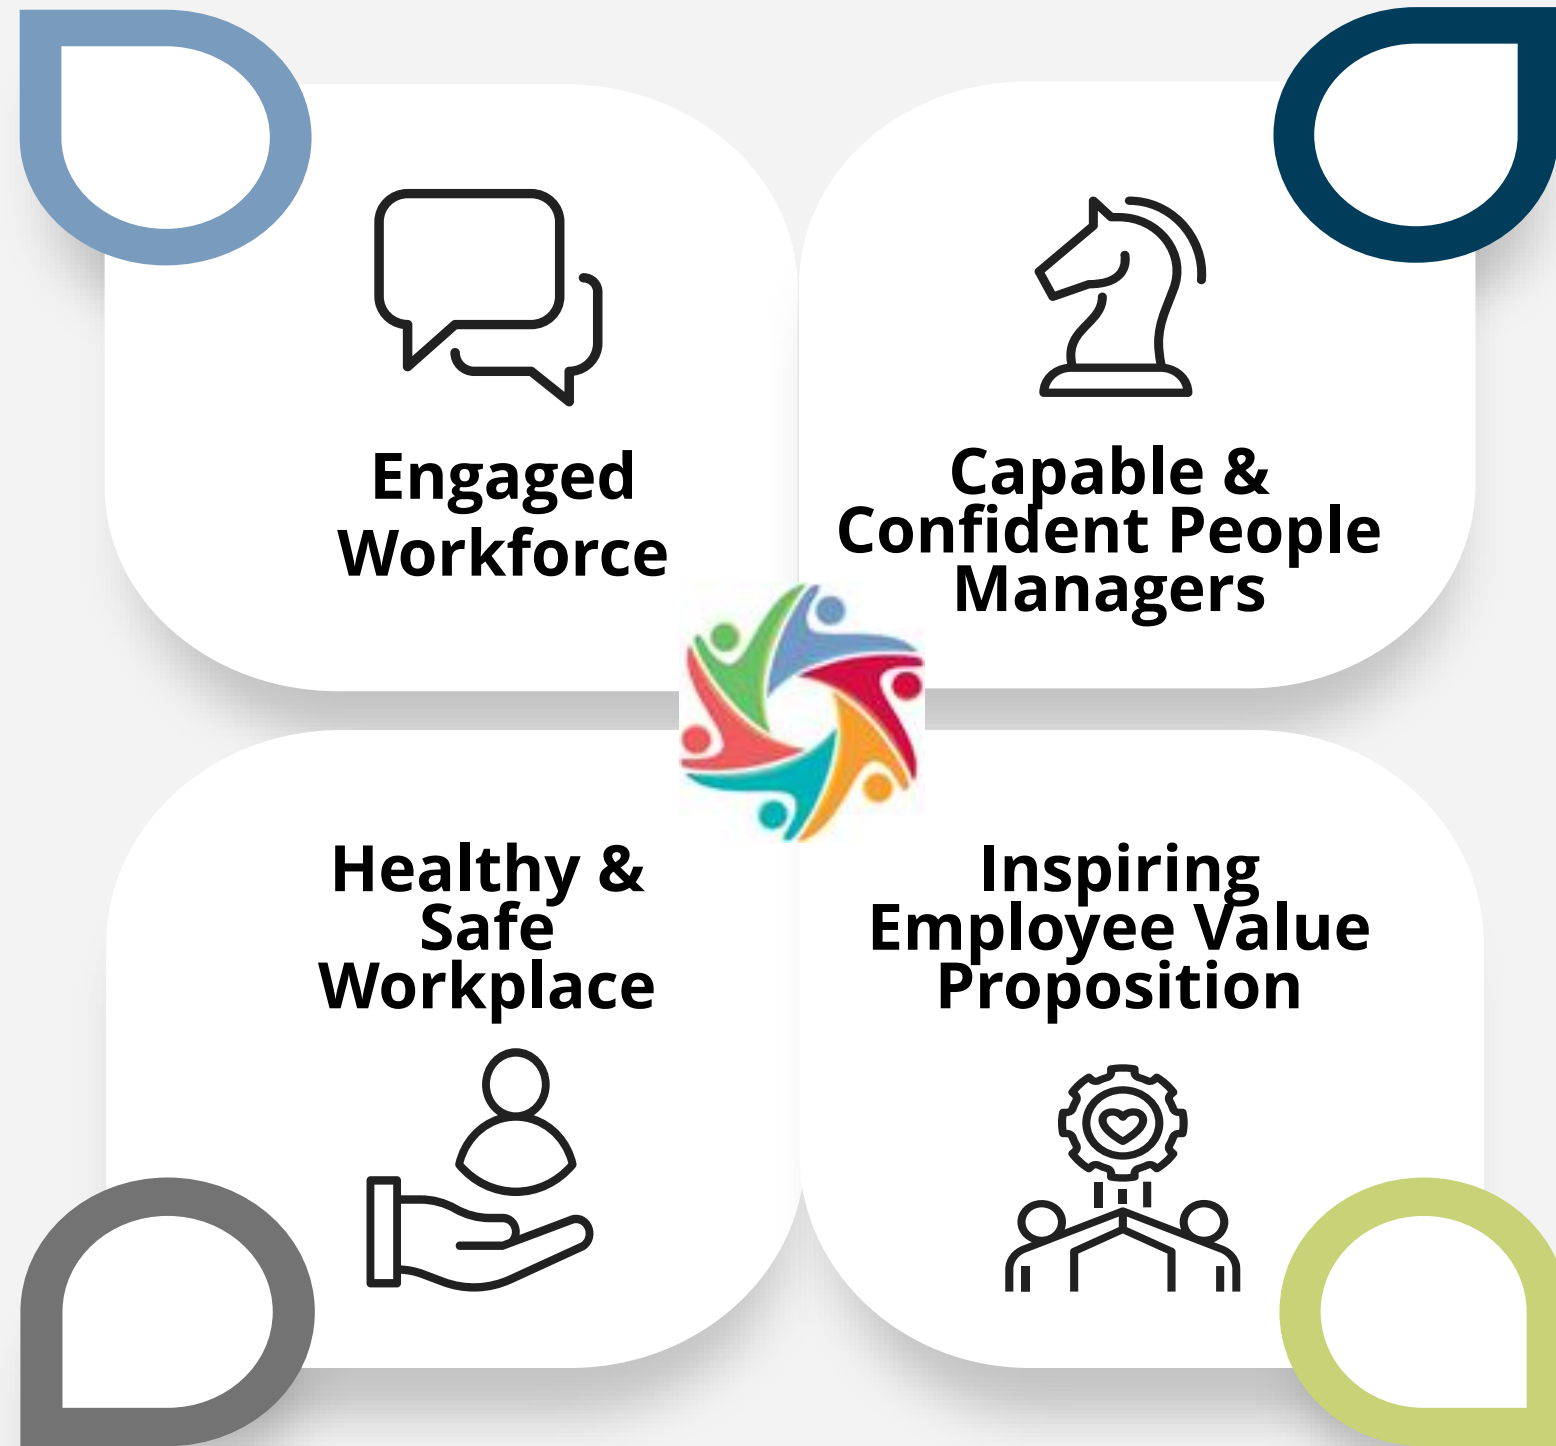 Engaged
Workforce
Capable &
Confident People
Managers
Healthy &
Safe
Workplace
Inspiring
Employee Value
Proposition